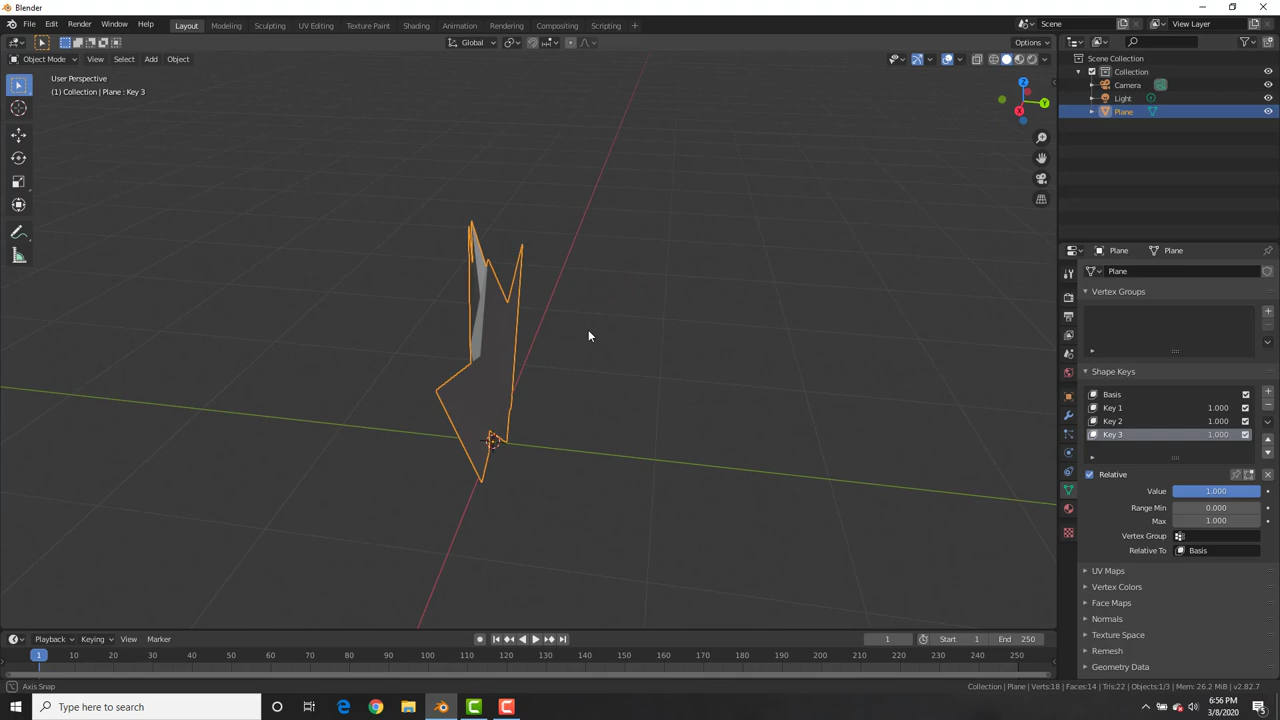 Blender
File Edit Render Window Help Layout Modeling Sculpting UV Editing Texture Paint Shading Animation Rendering Compositing Scripting + Scene View Layer
Global Options
Object Mode View Select Add Object
User Perspective
(1) Collection | Plane : Key 3
Z
Y
X
Scene Collection
Collection
Camera
Light
Plane
Plane Plane
Plane
Vertex Groups
Shape Keys
Basis
Key 1 1.000
Key 2 1.000
Key 3 1.000
Relative
Value 1.000
Range Min 0.000
Max 1.000
Vertex Group
Relative To Basis
UV Maps
Vertex Colors
Face Maps
Normals
Texture Space
Remesh
Geometry Data
Playback Keying View Marker 1 Start 1 End 250
1 10 20 30 40 50 60 70 80 90 100 110 120 130 140 150 160 170 180 190 200 210 220 230 240 250
Axis Snap Collection | Plane | Verts:18 | Faces:14 | Tris:22 | Objects:1/3 | Mem: 26.2 MiB | v2.82.7
Type here to search
6:56 PM
3/8/2020